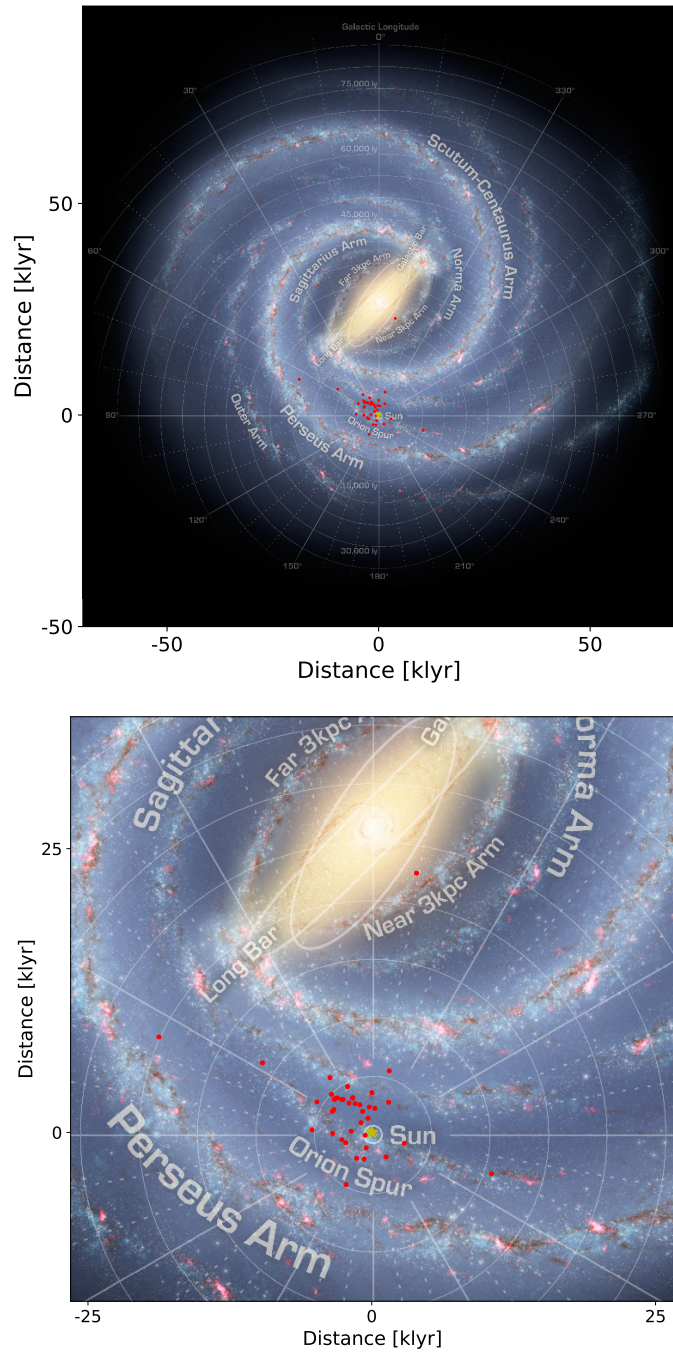 Galactic Longitude
0°
30°
330°
75,000 ly
60,000 ly
45,000 ly
Scutum-Centaurus Arm
Sagittarius Arm
Far 3kpc Arm
Galactic Bar
Norma Arm
60°
300°
Near 3kpc Arm
Long Bar
90°
270°
Sun
Orion Spur
Outer Arm
Perseus Arm
15,000 ly
120°
240°
30,000 ly
150°
210°
180°
50
0
-50
Distance [klyr]
-50
0
50
Distance [klyr]
Sagittari
Far 3kpc A
Ga
orma Arm
Near 3kpc Arm
Long Bar
Sun
Orion Spur
Perseus Arm
25
0
Distance [klyr]
-25
0
25
Distance [klyr]